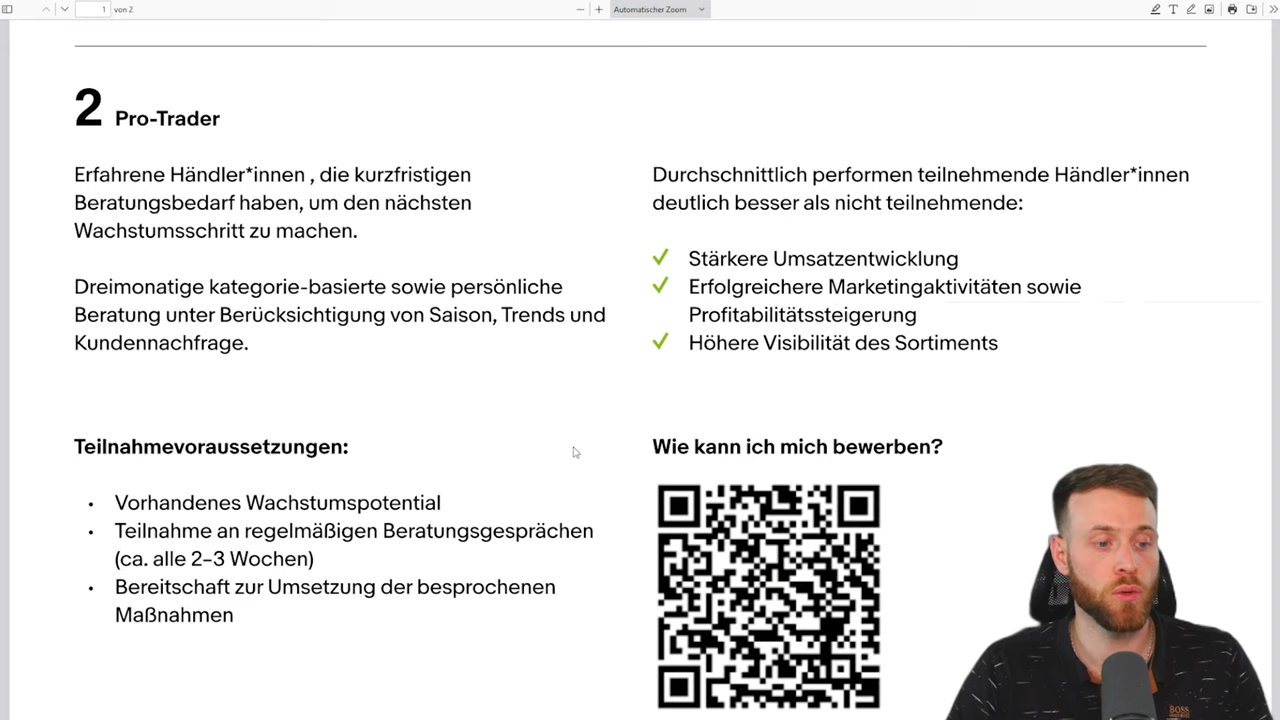 1 von 2
Automatischer Zoom
2 Pro-Trader
Erfahrene Händler*innen , die kurzfristigen
Beratungsbedarf haben, um den nächsten
Wachstumsschritt zu machen.
Dreimonatige kategorie-basierte sowie persönliche
Beratung unter Berücksichtigung von Saison, Trends und
Kundennachfrage.
Durchschnittlich performen teilnehmende Händler*innen
deutlich besser als nicht teilnehmende:
Stärkere Umsatzentwicklung
Erfolgreichere Marketingaktivitäten sowie
Profitabilitätssteigerung
Höhere Visibilität des Sortiments
Teilnahmevoraussetzungen:
• Vorhandenes Wachstumspotential
• Teilnahme an regelmäßigen Beratungsgesprächen
(ca. alle 2–3 Wochen)
• Bereitschaft zur Umsetzung der besprochenen
Maßnahmen
Wie kann ich mich bewerben?
BOSS